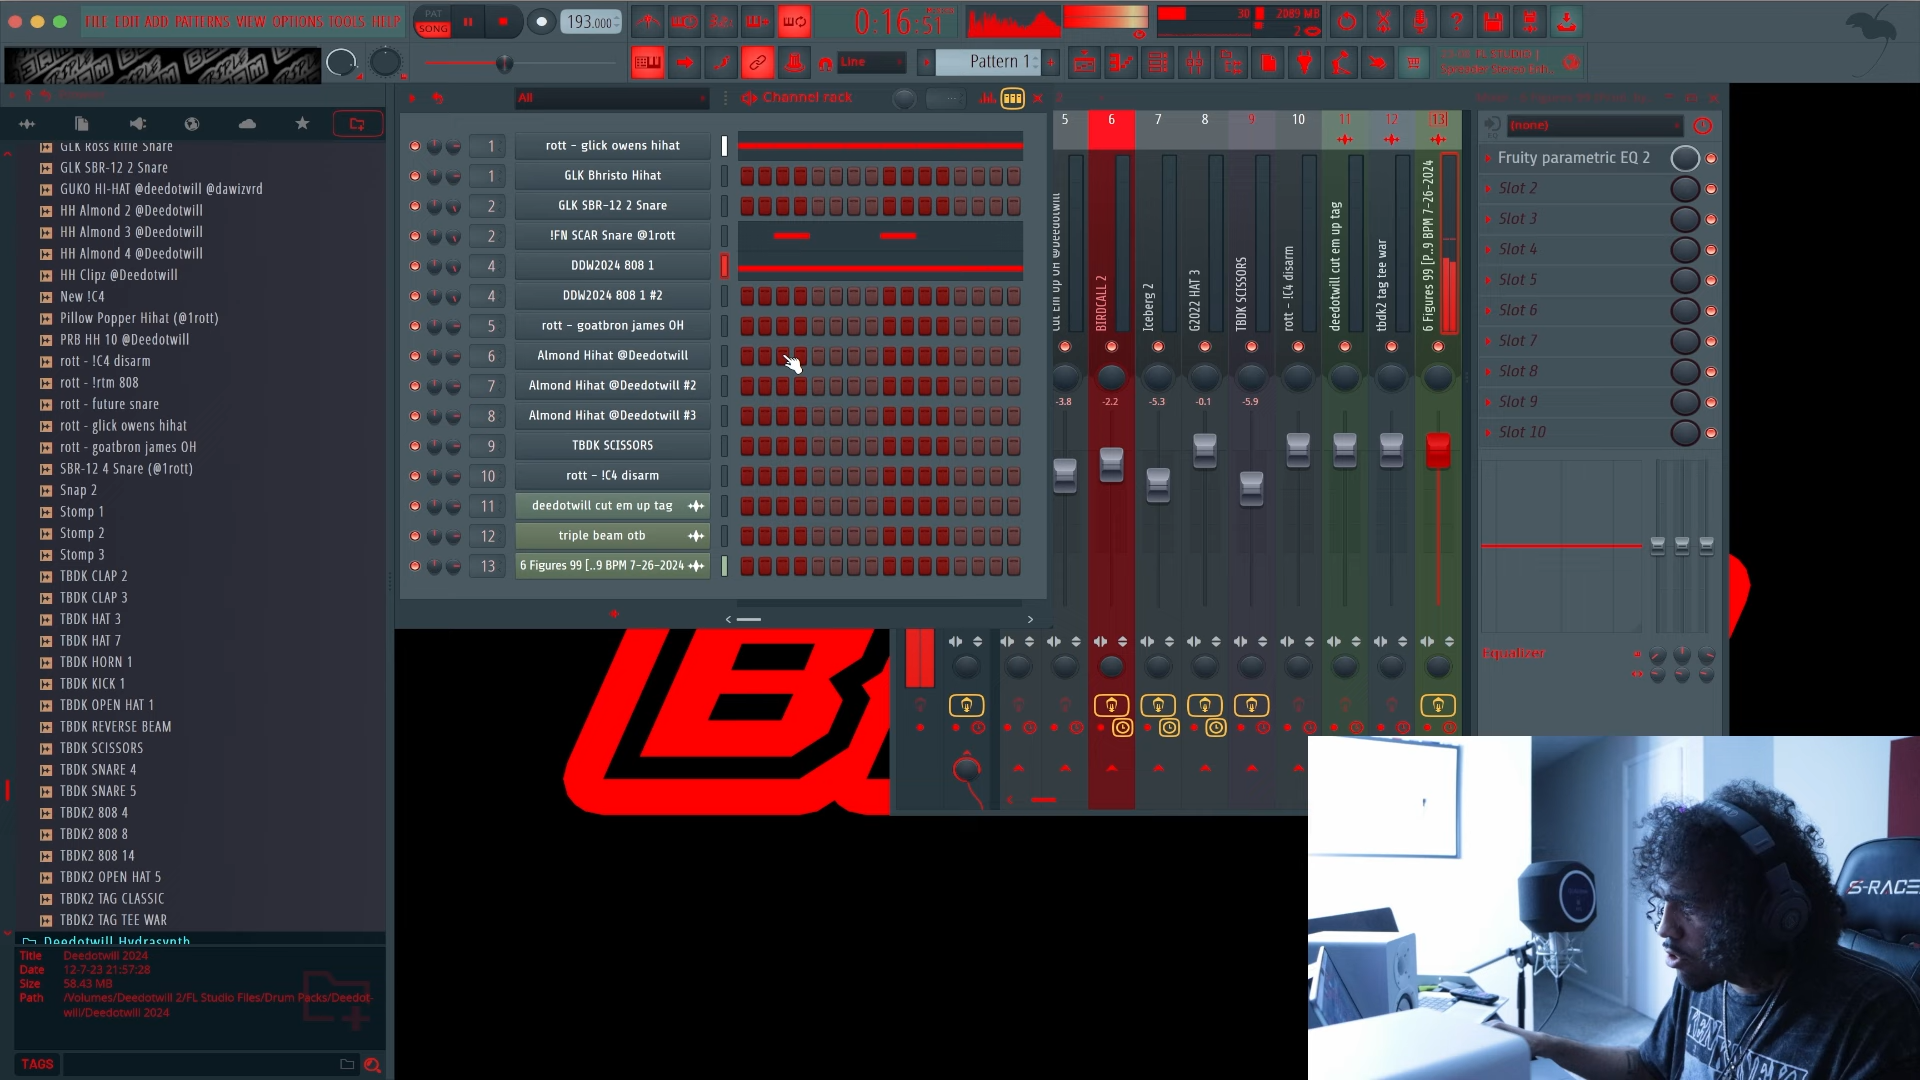 FILE EDIT ADD PATTERNS VIEW OPTIONS TOOLS HELP
PAT
SONG
193.000
0:16:51
30
2089 MB
2
Line
Pattern 1
All
Channel rack
GLK Ross Rifle Snare
GLK SBR-12 2 Snare
GUKO HI-HAT @deedotwill @dawizvrd
HH Almond 2 @Deedotwill
HH Almond 3 @Deedotwill
HH Almond 4 @Deedotwill
HH Clipz @Deedotwill
New !C4
Pillow Popper Hihat (@1rott)
PRB HH 10 @Deedotwill
rott - !C4 disarm
rott - !rtm 808
rott - future snare
rott - glick owens hihat
rott - goatbron james OH
SBR-12 4 Snare (@1rott)
Snap 2
Stomp 1
Stomp 2
Stomp 3
TBDK CLAP 2
TBDK CLAP 3
TBDK HAT 3
TBDK HAT 7
TBDK HORN 1
TBDK KICK 1
TBDK OPEN HAT 1
TBDK REVERSE BEAM
TBDK SCISSORS
TBDK SNARE 4
TBDK SNARE 5
TBDK2 808 4
TBDK2 808 8
TBDK2 808 14
TBDK2 OPEN HAT 5
TBDK2 TAG CLASSIC
TBDK2 TAG TEE WAR
Deedotwill Hydrasynth
Title Deedotwill 2024
Date 12-7-23 21:57:28
Size 58.43 MB
Path /Volumes/Deedotwill 2/FL Studio Files/Drum Packs/Deedot-
will/Deedotwill 2024
TAGS
1 rott - glick owens hihat
1 GLK Bhristo Hihat
2 GLK SBR-12 2 Snare
2 !FN SCAR Snare @1rott
4 DDW2024 808 1
4 DDW2024 808 1 #2
5 rott - goatbron james OH
6 Almond Hihat @Deedotwill
7 Almond Hihat @Deedotwill #2
8 Almond Hihat @Deedotwill #3
9 TBDK SCISSORS
10 rott - !C4 disarm
11 deedotwill cut em up tag
12 triple beam otb
13 6 Figures 99 [..9 BPM 7-26-2024
5 6 7 8 9 10 11 12 13
BIRDCALL 2
Iceberg 2
G2022 HAT 3
TBDK SCISSORS
rott - !C4 disarm
deedotwill cut em up tag
tbdk2 tag tee war
6 Figures 99 [P..9 BPM 7-26-2024
-3.8 -2.2 -5.3 -0.1 -5.9
(none)
Fruity parametric EQ 2
Slot 2
Slot 3
Slot 4
Slot 5
Slot 6
Slot 7
Slot 8
Slot 9
Slot 10
Equalizer
S-RACE